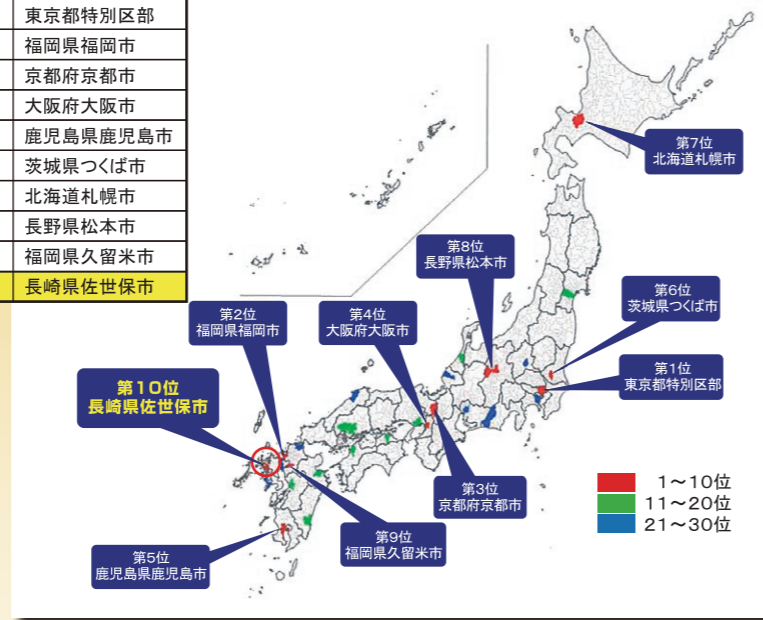 東京都特別区部
福岡県福岡市
京都府京都市
大阪府大阪市
鹿児島県鹿児島市
茨城県つくば市
北海道札幌市
長野県松本市
福岡県久留米市
長崎県佐世保市
第7位
北海道札幌市
第8位
長野県松本市
第6位
茨城県つくば市
第2位
福岡県福岡市
第4位
大阪府大阪市
第1位
東京都特別区部
第10位
長崎県佐世保市
第3位
京都府京都市
第9位
福岡県久留米市
第5位
鹿児島県鹿児島市
1～10位
11～20位
21～30位